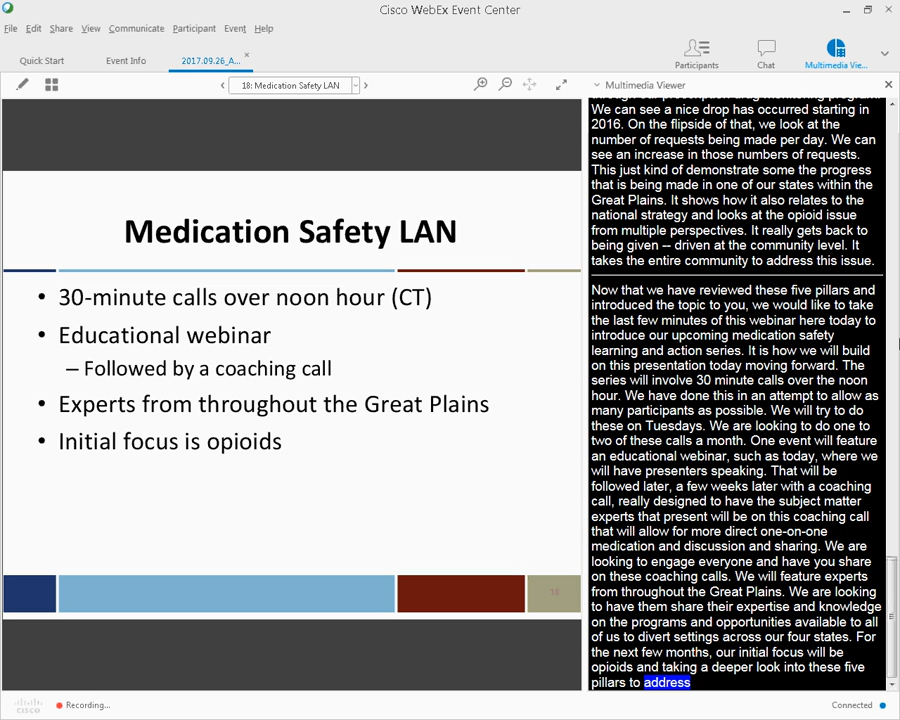 Cisco WebEx Event Center
File Edit Share View Communicate Participant Event Help
Quick Start Event Info 2017.09.26_A...
Participants Chat Multimedia Vie...
18: Medication Safety LAN
Multimedia Viewer
Medication Safety LAN
• 30-minute calls over noon hour (CT)
• Educational webinar
– Followed by a coaching call
• Experts from throughout the Great Plains
• Initial focus is opioids
18
We can see a nice drop has occurred starting in
2016. On the flipside of that, we look at the
number of requests being made per day. We can
see an increase in those numbers of requests.
This just kind of demonstrate some the progress
that is being made in one of our states within the
Great Plains. It shows how it also relates to the
national strategy and looks at the opioid issue
from multiple perspectives. It really gets back to
being given -- driven at the community level. It
takes the entire community to address this issue.
Now that we have reviewed these five pillars and
introduced the topic to you, we would like to take
the last few minutes of this webinar here today to
introduce our upcoming medication safety
learning and action series. It is how we will build
on this presentation today moving forward. The
series will involve 30 minute calls over the noon
hour. We have done this in an attempt to allow as
many participants as possible. We will try to do
these on Tuesdays. We are looking to do one to
two of these calls a month. One event will feature
an educational webinar, such as today, where we
will have presenters speaking. That will be
followed later, a few weeks later with a coaching
call, really designed to have the subject matter
experts that present will be on this coaching call
that will allow for more direct one-on-one
medication and discussion and sharing. We are
looking to engage everyone and have you share
on these coaching calls. We will feature experts
from throughout the Great Plains. We are looking
to have them share their expertise and knowledge
on the programs and opportunities available to all
of us to divert settings across our four states. For
the next few months, our initial focus will be
opioids and taking a deeper look into these five
pillars to address
cisco Recording... Connected